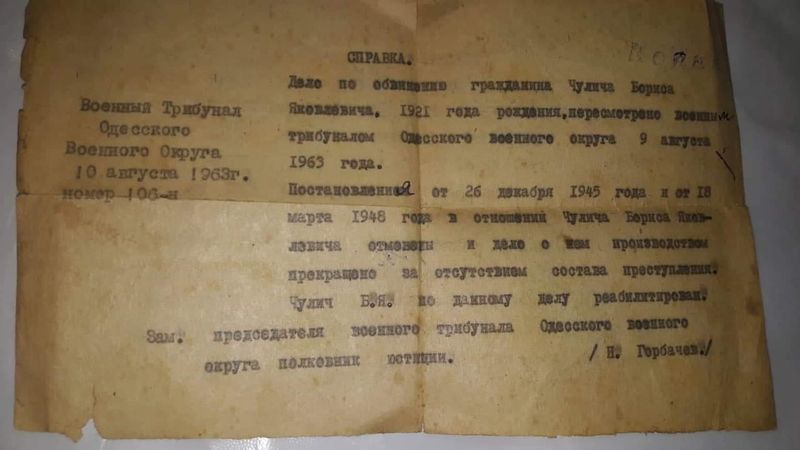 СПРАВКА.
Дело по обвинению гражданина Чулича Бориса
Яковлевича, 1921 года рождения, пересмотрено военным
трибуналом Одесского военного округа 9 августа
1963 года.
Постановления от 26 декабря 1945 года и от 18
марта 1948 года в отношений Чулича Бориса Яков-
левича отменены и дело о нем производством
прекращено за отсутствием состава преступления.
Чулич Б.Я. по данному делу реабилитирован.
Военный Трибунал
Одесского
Военного Округа
10 августа 1963г.
номер 106-н
Зам. председателя военного трибунала Одесского военного
округа полковник юстиции.
/ Н. Горбачев./